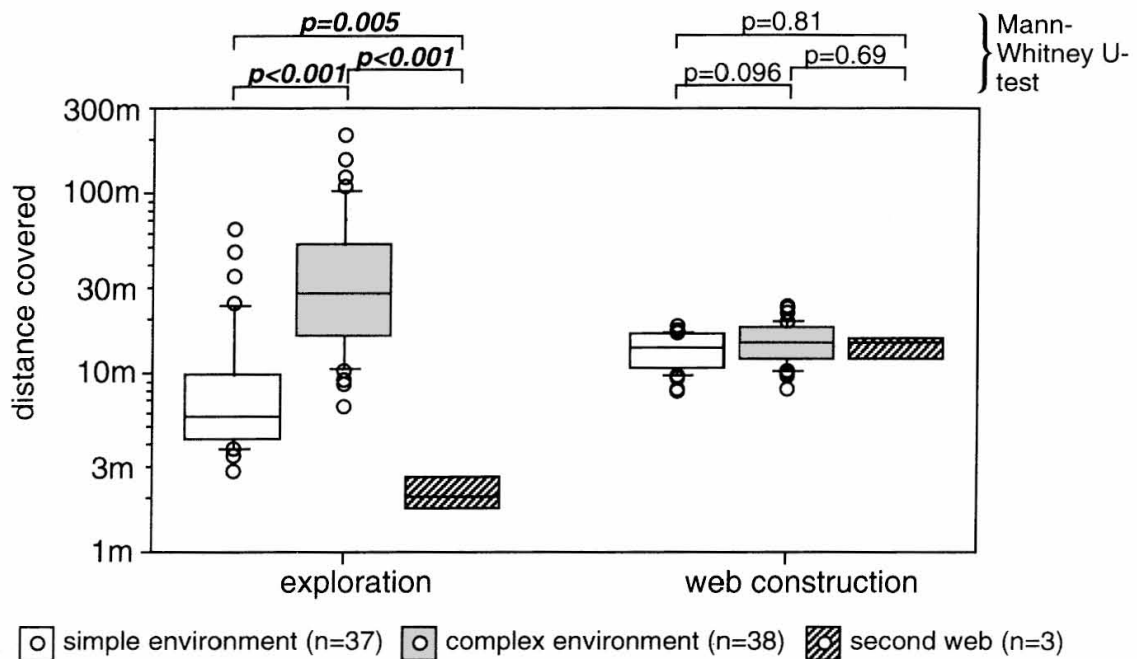 p=0.005
p<0.001
p<0.001
p=0.81
p=0.096
p=0.69
Mann-
Whitney U-
test
300m
100m
30m
10m
3m
1m
distance covered
exploration
web construction
simple environment (n=37)
complex environment (n=38)
second web (n=3)